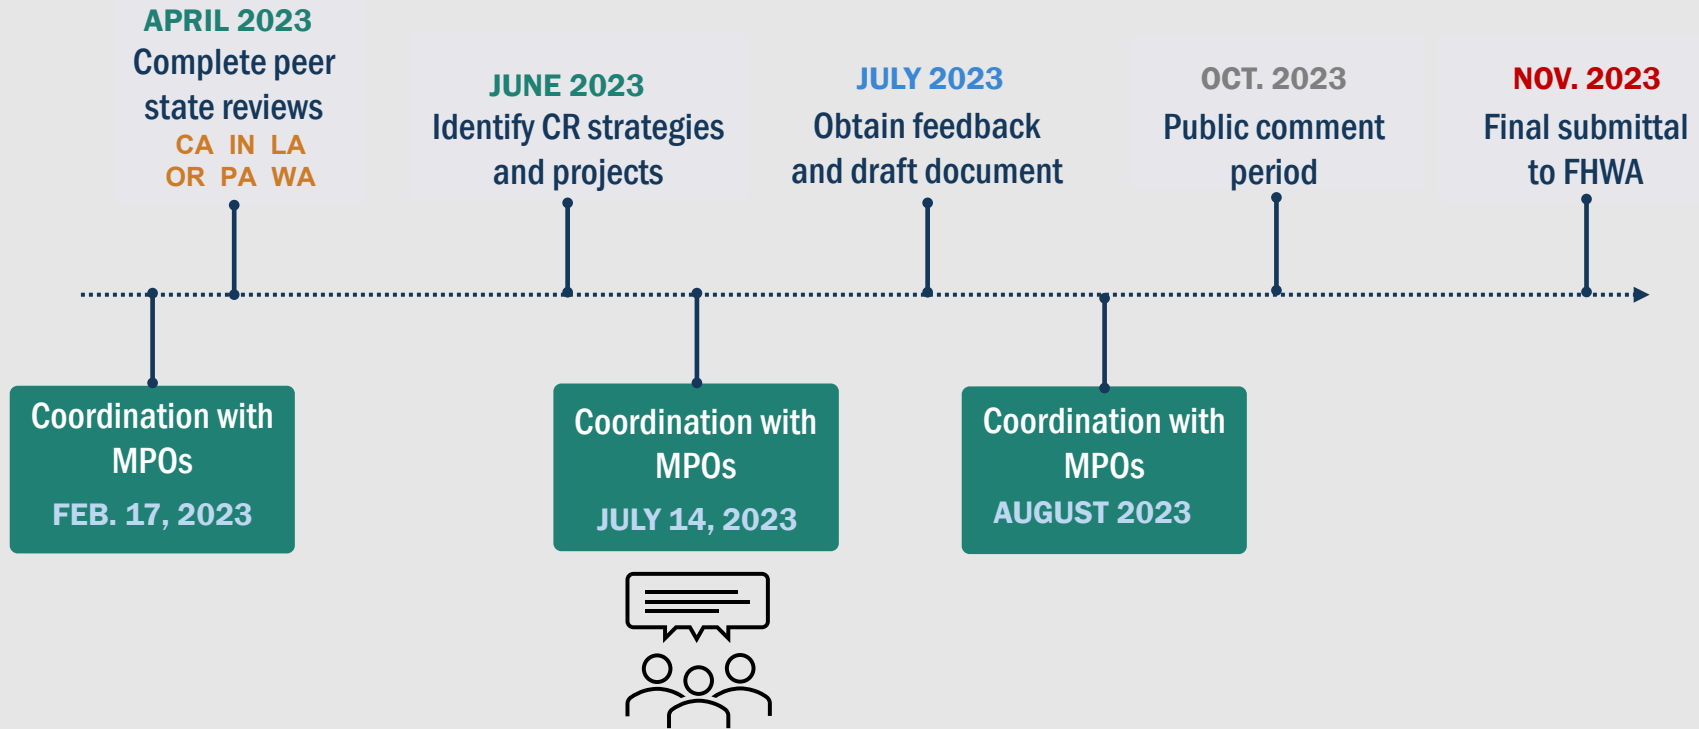 APRIL 2023
Complete peer
state reviews
CA IN LA
OR PA WA
JUNE 2023
Identify CR strategies
and projects
JULY 2023
Obtain feedback
and draft document
OCT. 2023
Public comment
period
NOV. 2023
Final submittal
to FHWA
Coordination with
MPOs
FEB. 17, 2023
Coordination with
MPOs
JULY 14, 2023
Coordination with
MPOs
AUGUST 2023